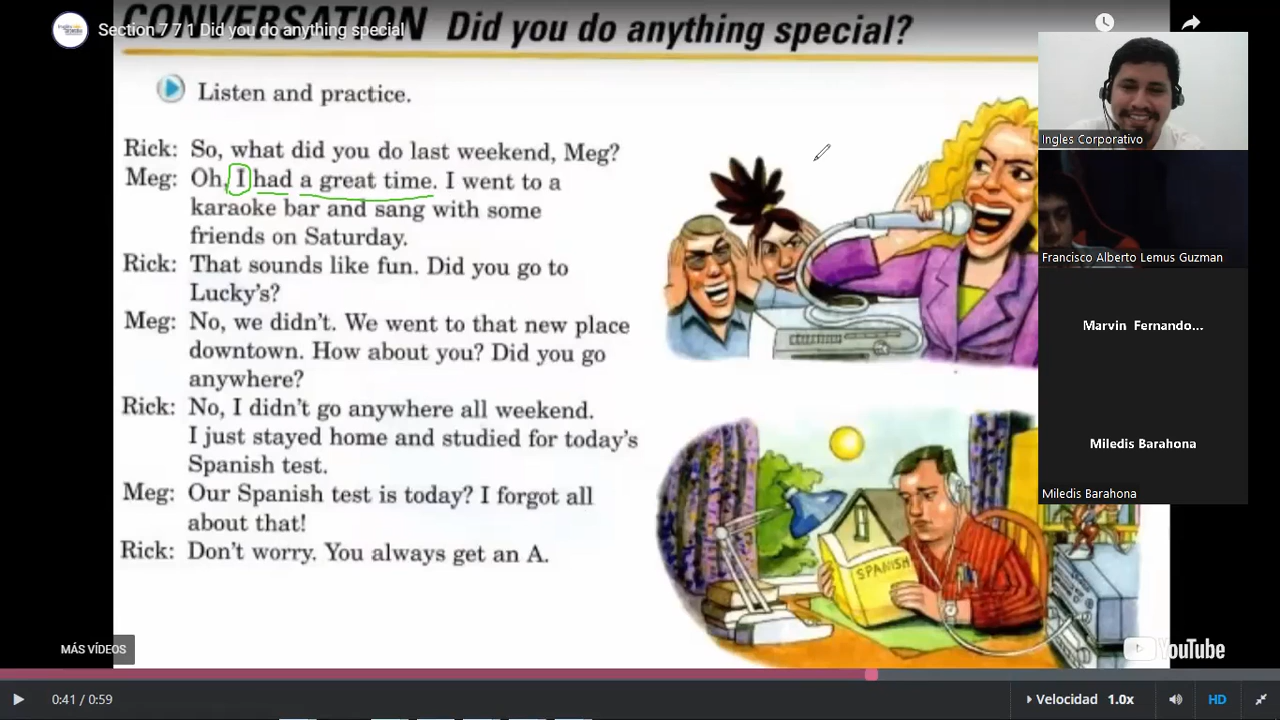 CONVERSATION Did you do anything special?
Section 7 7 1 Did you do anything special
Listen and practice.
Rick: So, what did you do last weekend, Meg?
Meg: Oh, I had a great time. I went to a
karaoke bar and sang with some
friends on Saturday.
Rick: That sounds like fun. Did you go to
Lucky's?
Meg: No, we didn't. We went to that new place
downtown. How about you? Did you go
anywhere?
Rick: No, I didn't go anywhere all weekend.
I just stayed home and studied for today's
Spanish test.
Meg: Our Spanish test is today? I forgot all
about that!
Rick: Don't worry. You always get an A.
SPANISH
Ingles Corporativo
Francisco Alberto Lemus Guzman
Marvin Fernando...
Miledis Barahona
Miledis Barahona
MÁS VÍDEOS
YouTube
0:41 / 0:59
Velocidad 1.0x
HD